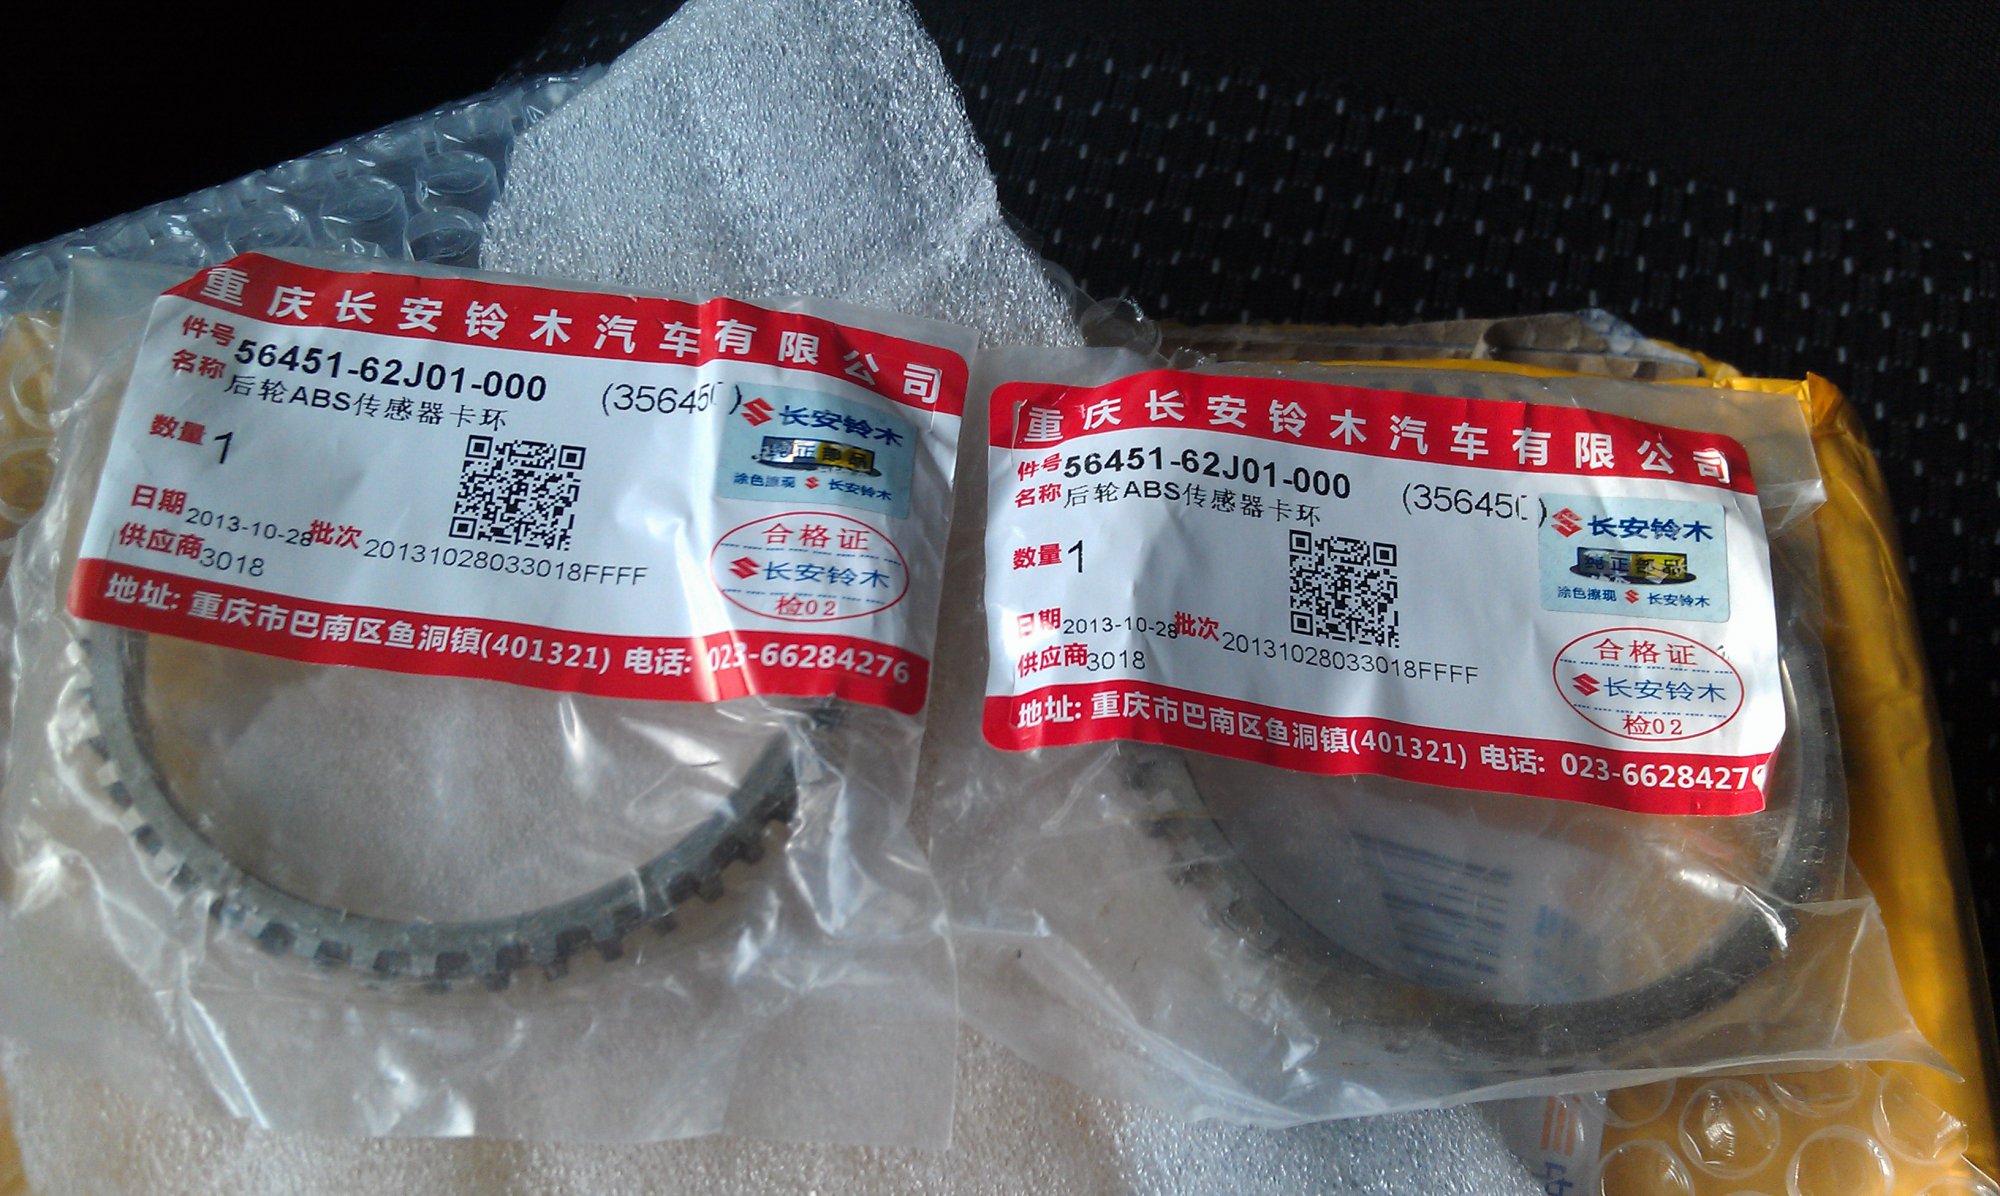 重庆长安铃木汽车有限公司
件号 56451-62J01-000 (35645 )
名称 后轮ABS传感器卡环
数量 1
日期 2013-10-28 批次 20131028033018FFFF
供应商 3018
长安铃木
纯正部品
涂色擦现 长安铃木
合格证
长安铃木
检02
地址: 重庆市巴南区鱼洞镇(401321) 电话: 023-66284276
重庆长安铃木汽车有限公司
件号 56451-62J01-000 (35645 )
名称 后轮ABS传感器卡环
数量 1
日期 2013-10-28 批次 20131028033018FFFF
供应商 3018
长安铃木
纯正部品
涂色擦现 长安铃木
合格证
长安铃木
检02
地址: 重庆市巴南区鱼洞镇(401321) 电话: 023-66284276